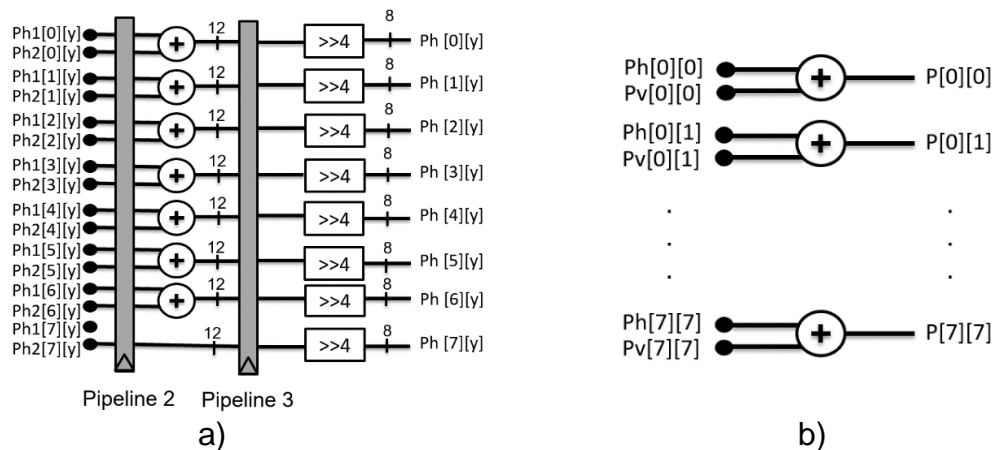 Ph1[0][y]
Ph2[0][y]
+
12
>>4
8
Ph [0][y]
Ph1[1][y]
Ph2[1][y]
+
12
>>4
8
Ph [1][y]
Ph1[2][y]
Ph2[2][y]
+
12
>>4
8
Ph [2][y]
Ph1[3][y]
Ph2[3][y]
+
12
>>4
8
Ph [3][y]
Ph1[4][y]
Ph2[4][y]
+
12
>>4
8
Ph [4][y]
Ph1[5][y]
Ph2[5][y]
+
12
>>4
8
Ph [5][y]
Ph1[6][y]
Ph2[6][y]
+
12
>>4
8
Ph [6][y]
Ph1[7][y]
Ph2[7][y]
12
>>4
8
Ph [7][y]
Pipeline 2 Pipeline 3
a)
Ph[0][0]
Pv[0][0]
+
P[0][0]
Ph[0][1]
Pv[0][1]
+
P[0][1]
. .
. .
. .
Ph[7][7]
Pv[7][7]
+
P[7][7]
b)